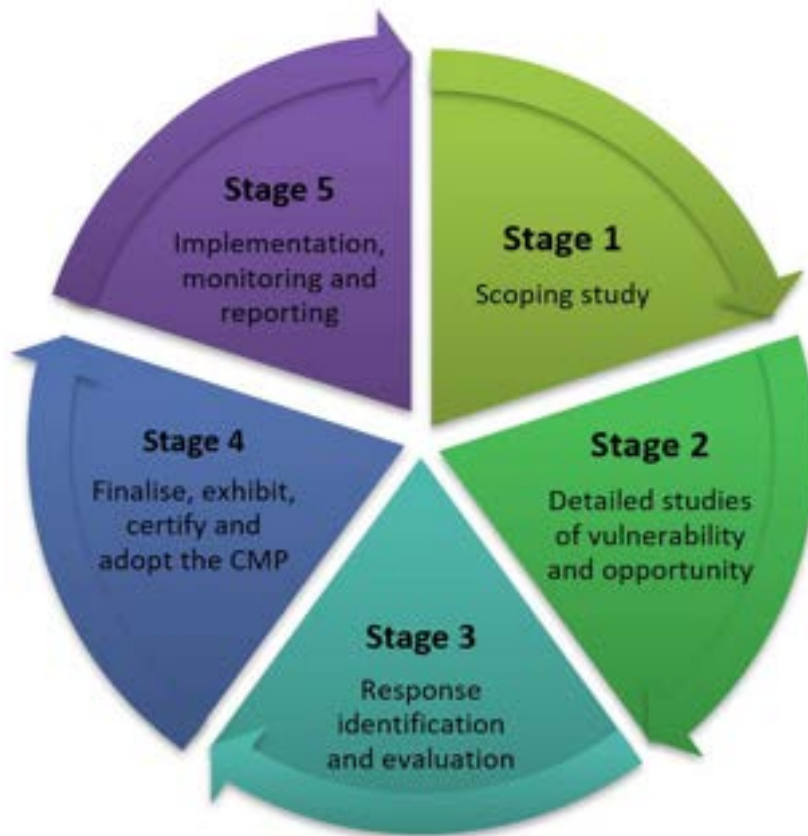 Stage 1
Scoping study
Stage 2
Detailed studies
of vulnerability
and opportunity
Stage 3
Response
identification
and evaluation
Stage 4
Finalise, exhibit,
certify and
adopt the CMP
Stage 5
Implementation,
monitoring and
reporting